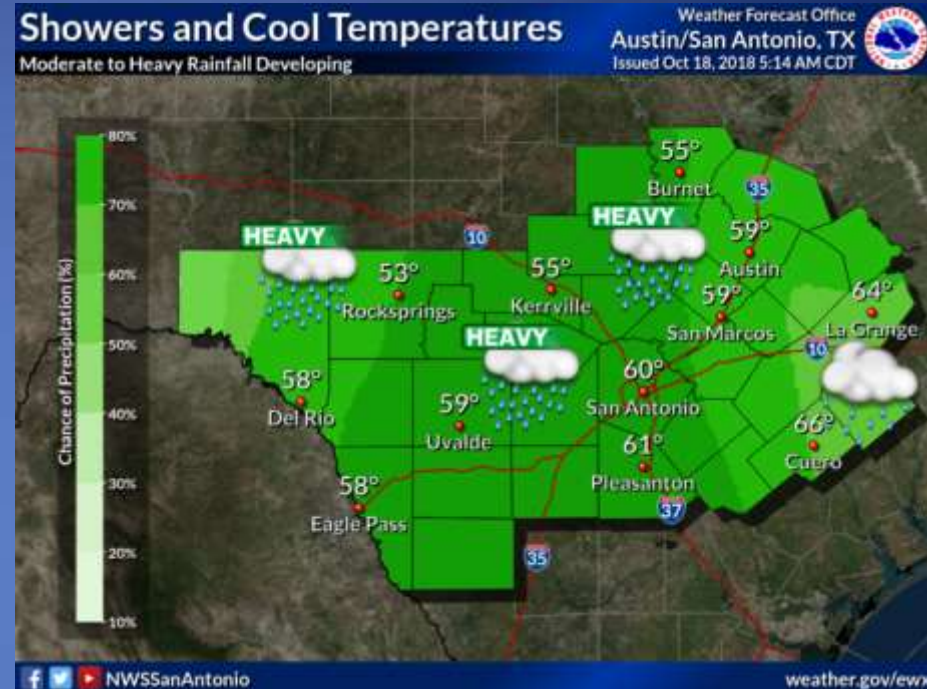 Showers and Cool Temperatures
Moderate to Heavy Rainfall Developing
Weather Forecast Office
Austin/San Antonio, TX
Issued Oct 18, 2018 5:14 AM CDT
Chance of Precipitation (%)
80%
70%
60%
50%
40%
30%
20%
10%
55°
Burnet
35
HEAVY
HEAVY
10
59°
Austin
53°
Rocksprings
55°
Kerrville
59°
San Marcos
64°
La Grange
HEAVY
10
58°
Del Rio
59°
Uvalde
60°
San Antonio
66°
Cuero
61°
Pleasanton
58°
Eagle Pass
37
35
NWSSanAntonio
weather.gov/ewx